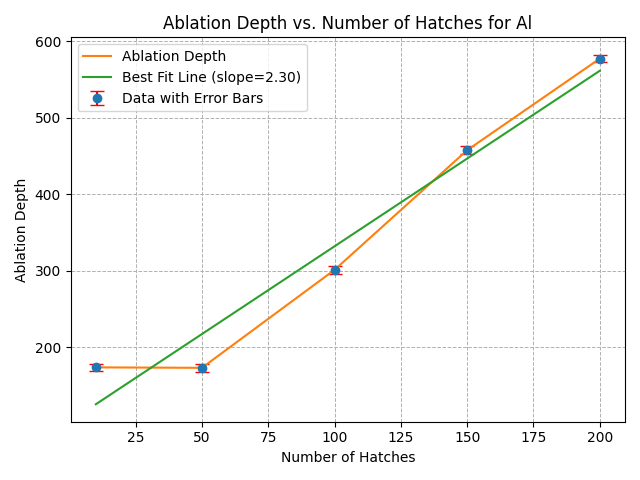 Ablation Depth vs. Number of Hatches for Al
Ablation Depth
Best Fit Line (slope=2.30)
Data with Error Bars
600
500
400
300
200
Ablation Depth
25
50
75
100
125
150
175
200
Number of Hatches